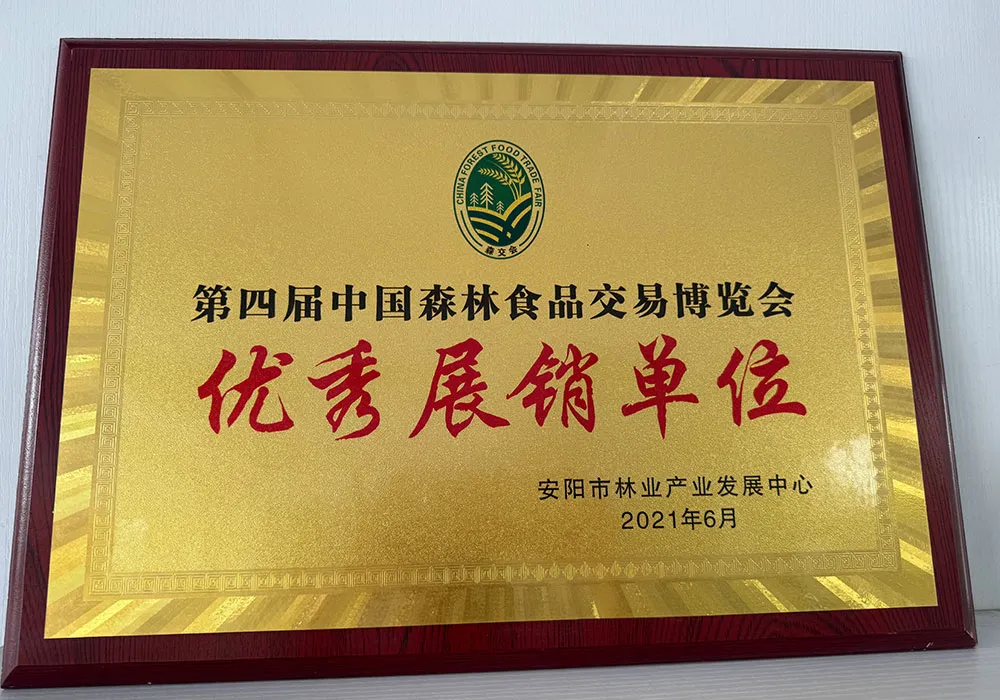 CHINA FOREST FOOD TRADE FAIR
森交会
第四届中国森林食品交易博览会
优秀展销单位
安阳市林业产业发展中心
2021年6月